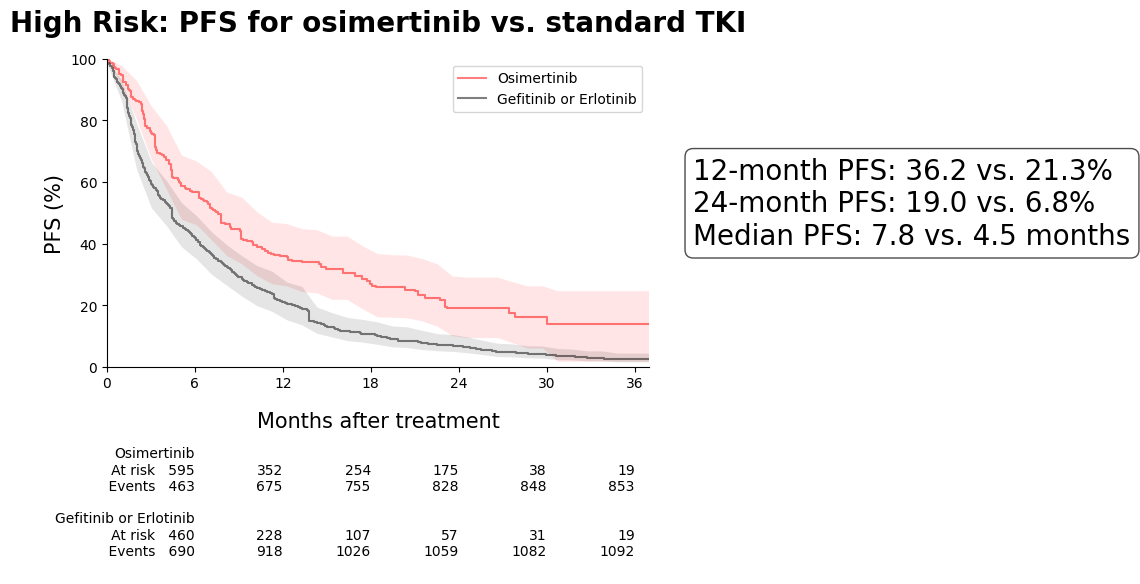 High Risk: PFS for osimertinib vs. standard TKI
100
80
60
40
20
0
PFS (%)
Osimertinib
Gefitinib or Erlotinib
12-month PFS: 36.2 vs. 21.3%
24-month PFS: 19.0 vs. 6.8%
Median PFS: 7.8 vs. 4.5 months
0 6 12 18 24 30 36
Months after treatment
Osimertinib
At risk 595 352 254 175 38 19
Events 463 675 755 828 848 853
Gefitinib or Erlotinib
At risk 460 228 107 57 31 19
Events 690 918 1026 1059 1082 1092